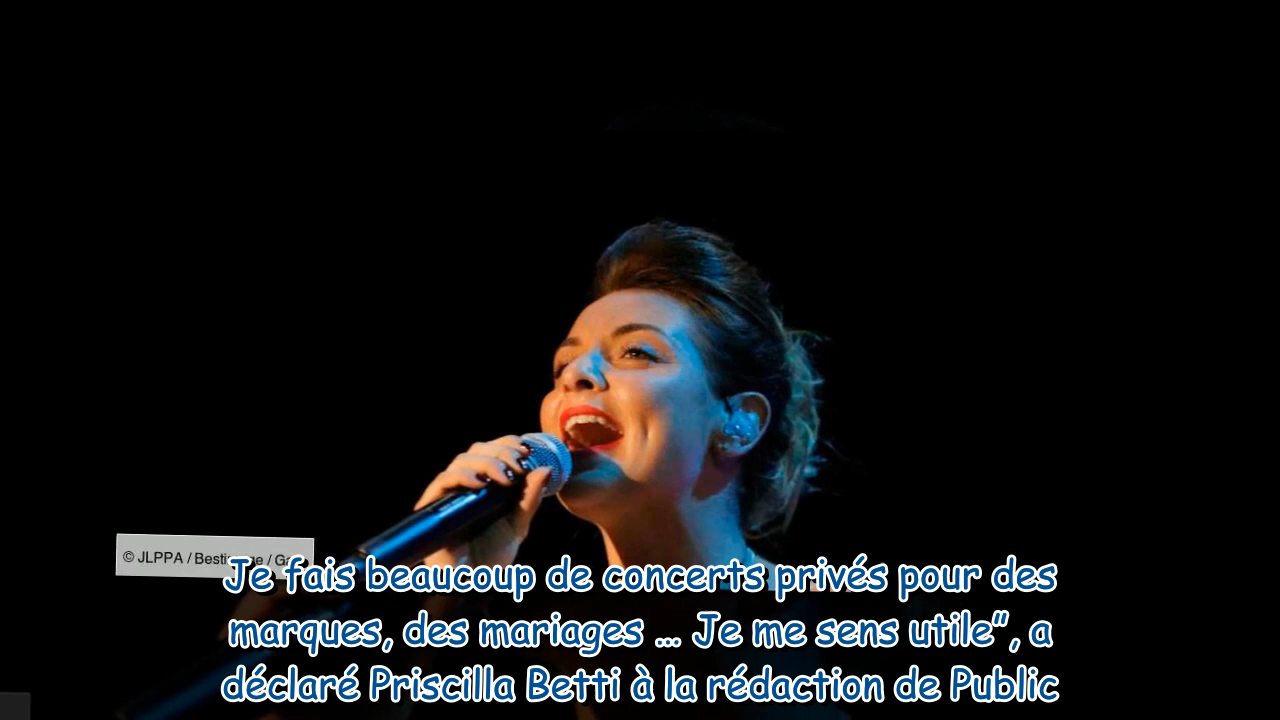 © JLPPA / Besti
Je fais beaucoup de concerts privés pour des
marques, des mariages ... Je me sens utile”, a
déclaré Priscilla Betti à la rédaction de Public